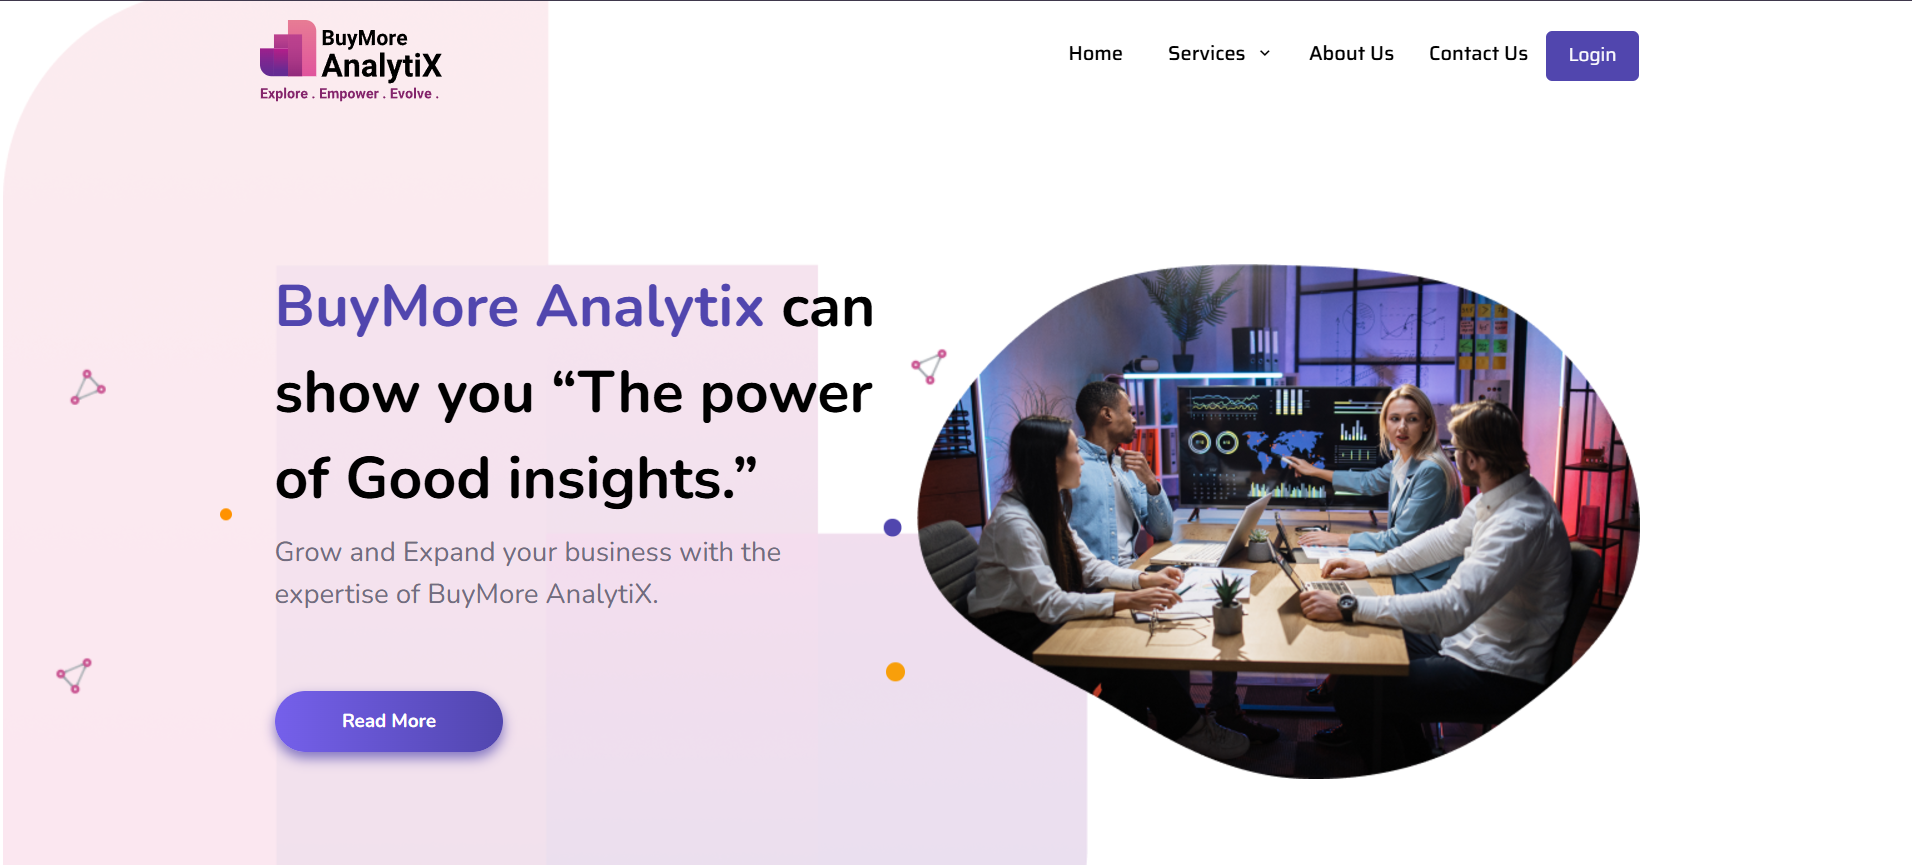 BuyMore
AnalytiX
Explore . Empower . Evolve .
Home Services About Us Contact Us Login
BuyMore Analytix can
show you “The power
of Good insights.”
Grow and Expand your business with the
expertise of BuyMore AnalytiX.
Read More